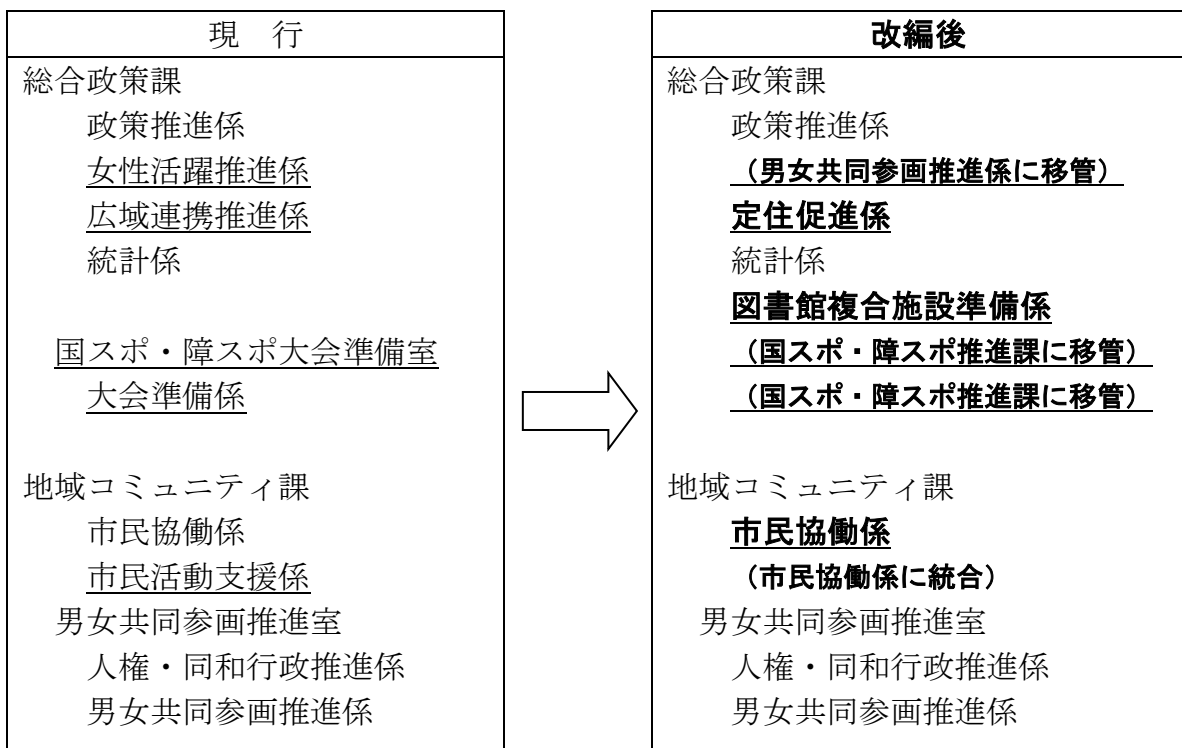 現　行
総合政策課
政策推進係
女性活躍推進係
広域連携推進係
統計係
国スポ・障スポ大会準備室
大会準備係
地域コミュニティ課
市民協働係
市民活動支援係
男女共同参画推進室
人権・同和行政推進係
男女共同参画推進係
改編後
総合政策課
政策推進係
（男女共同参画推進係に移管）
定住促進係
統計係
図書館複合施設準備係
（国スポ・障スポ推進課に移管）
（国スポ・障スポ推進課に移管）
地域コミュニティ課
市民協働係
（市民協働係に統合）
男女共同参画推進室
人権・同和行政推進係
男女共同参画推進係